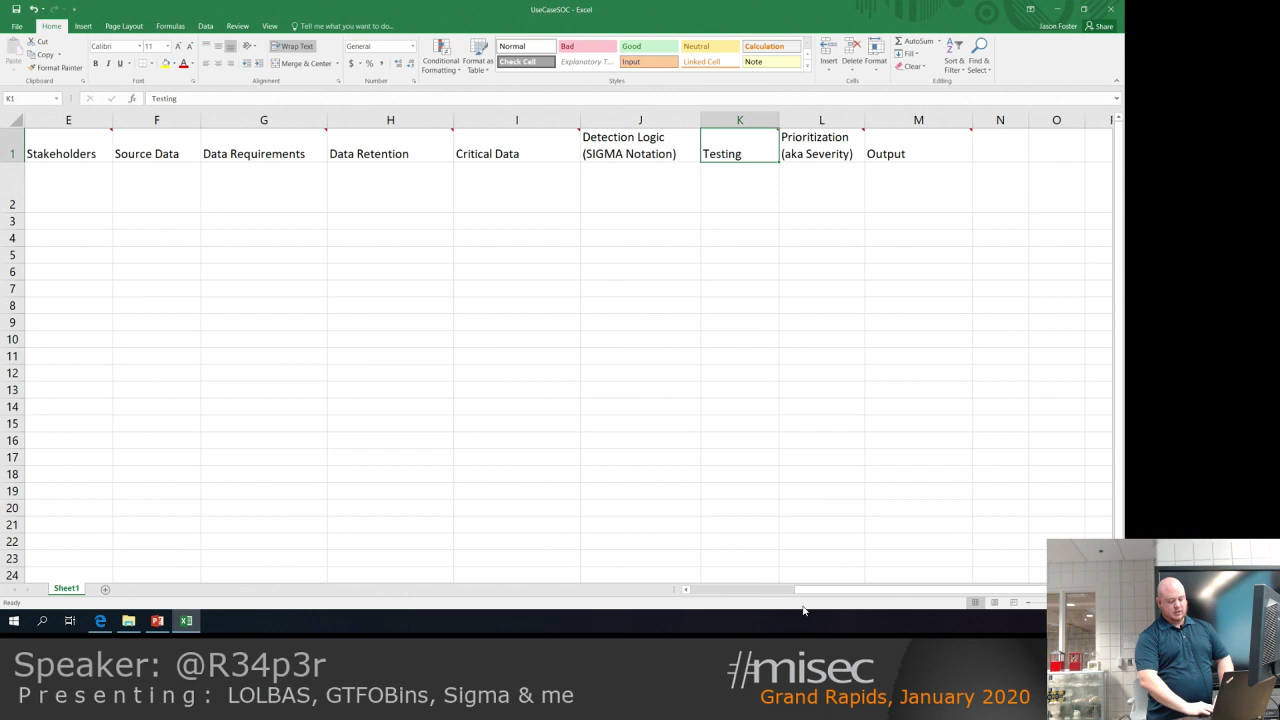 UseCaseSOC - Excel
File Home Insert Page Layout Formulas Data Review View Tell me what you want to do... Jason Foster Share
Cut
Copy
Format Painter
Paste
Clipboard
Calibri 11
B I U
Font
Wrap Text
Merge & Center
Alignment
General
$ % ,
Number
Conditional Formatting
Format as Table
Normal Bad Good Neutral Calculation
Check Cell Explanatory T... Input Linked Cell Note
Styles
Insert Delete Format
Cells
AutoSum
Fill
Clear
Sort & Filter
Find & Select
Editing
K1 fx Testing
E F G H I J K L M N O
1 Stakeholders Source Data Data Requirements Data Retention Critical Data Detection Logic (SIGMA Notation) Testing Prioritization (aka Severity) Output
2
3
4
5
6
7
8
9
10
11
12
13
14
15
16
17
18
19
20
21
22
23
24
Sheet1
Ready
Speaker: @R34p3r
Presenting: LOLBAS, GTFOBins, Sigma & me
#misec
Grand Rapids, January 2020